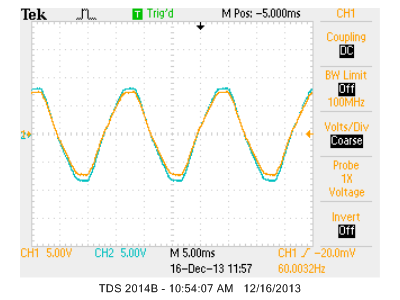 Tek T Trig'd M Pos: -5.000ms CH1
Coupling
DC
BW Limit
Off
100MHz
2
Volts/Div
Coarse
Probe
1X
Voltage
Invert
Off
CH1 5.00V CH2 5.00V M 5.00ms CH1 -20.0mV
16-Dec-13 11:57 60.0032Hz
TDS 2014B - 10:54:07 AM 12/16/2013